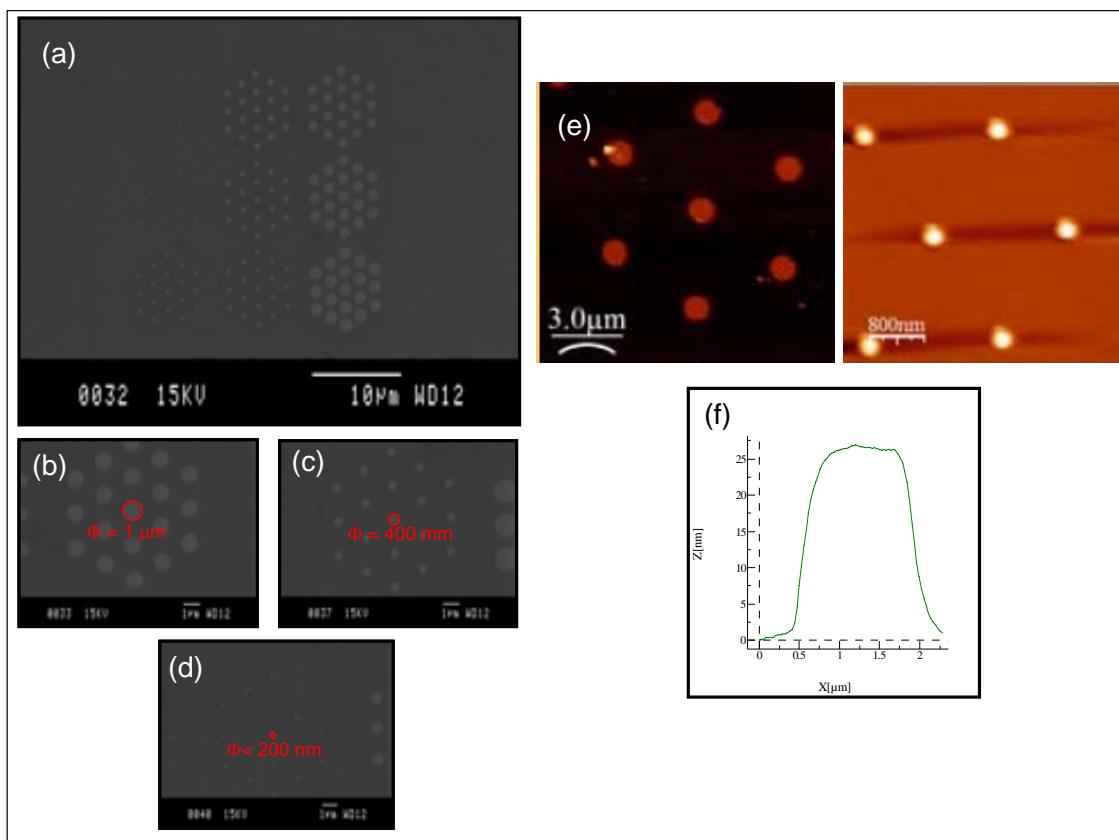 (a)
0032 15KV 10μm WD12
(b)
Φ = 1 μm
0033 15KV 1μm WD12
(c)
Φ = 400 mm
0037 15KV 1μm WD12
(d)
Φ< 200 nm
0040 15KV 1μm WD12
(e)
3.0μm
800nm
(f)
Z[nm]
25
20
15
10
5
0
0 0.5 1 1.5 2
X[μm]